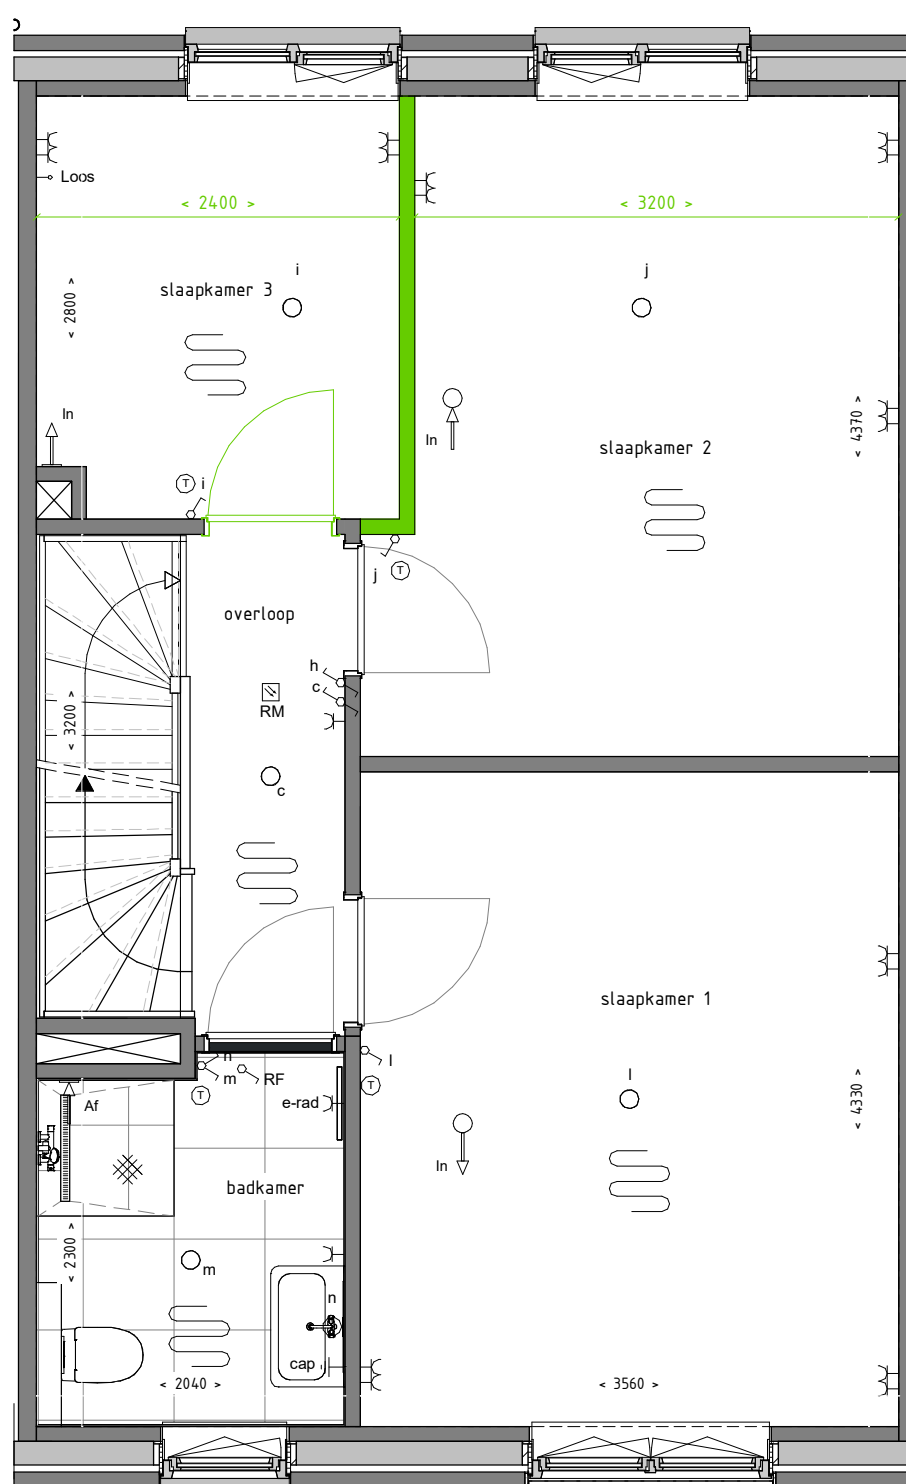 Loos
< 2400 >
< 3200 >
i
j
slaapkamer 3
< 2800 >
In
In
< 4370 >
slaapkamer 2
T
i
j
T
overloop
h
c
RM
< 3200 >
c
slaapkamer 1
n
m
RF
l
T
T
e-rad
Af
l
< 4330 >
In
badkamer
< 2300 >
m
n
cap
< 2040 >
< 3560 >